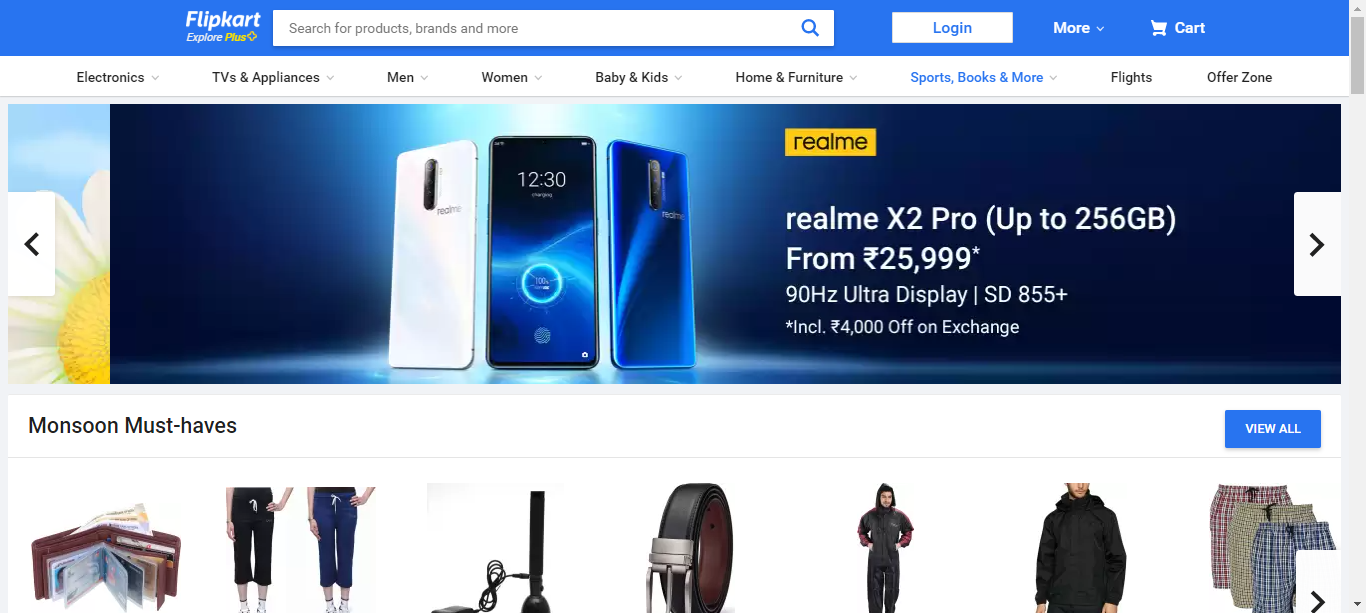 Flipkart
Explore Plus
Search for products, brands and more
Login
More
Cart
Electronics
TVs & Appliances
Men
Women
Baby & Kids
Home & Furniture
Sports, Books & More
Flights
Offer Zone
12:30
charging
100%
realme
realme
realme
realme X2 Pro (Up to 256GB)
From ₹25,999*
90Hz Ultra Display | SD 855+
*Incl. ₹4,000 Off on Exchange
Monsoon Must-haves
VIEW ALL